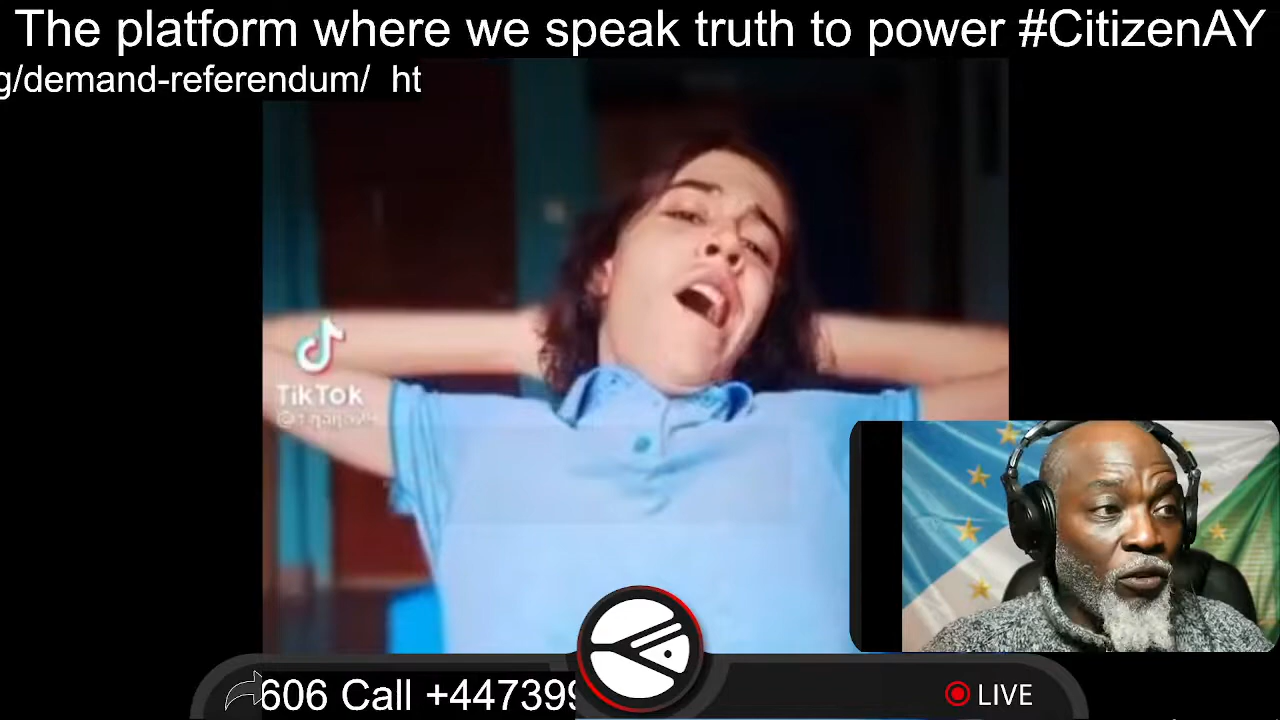 The platform where we speak truth to power #CitizenAY
g/demand-referendum/ ht
TikTok
606 Call +447399
LIVE